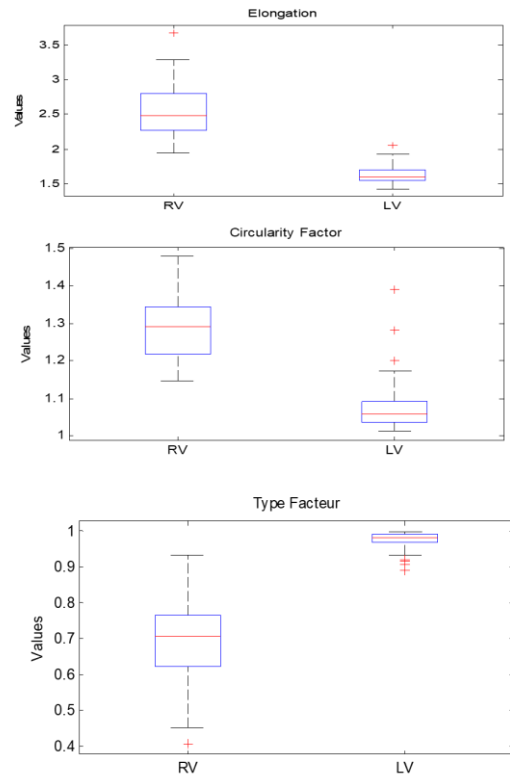 Elongation
Values
3.5
3
2.5
2
1.5
RV LV
Circularity Factor
Values
1.5
1.4
1.3
1.2
1.1
1
RV LV
Type Facteur
Values
1
0.9
0.8
0.7
0.6
0.5
0.4
RV LV